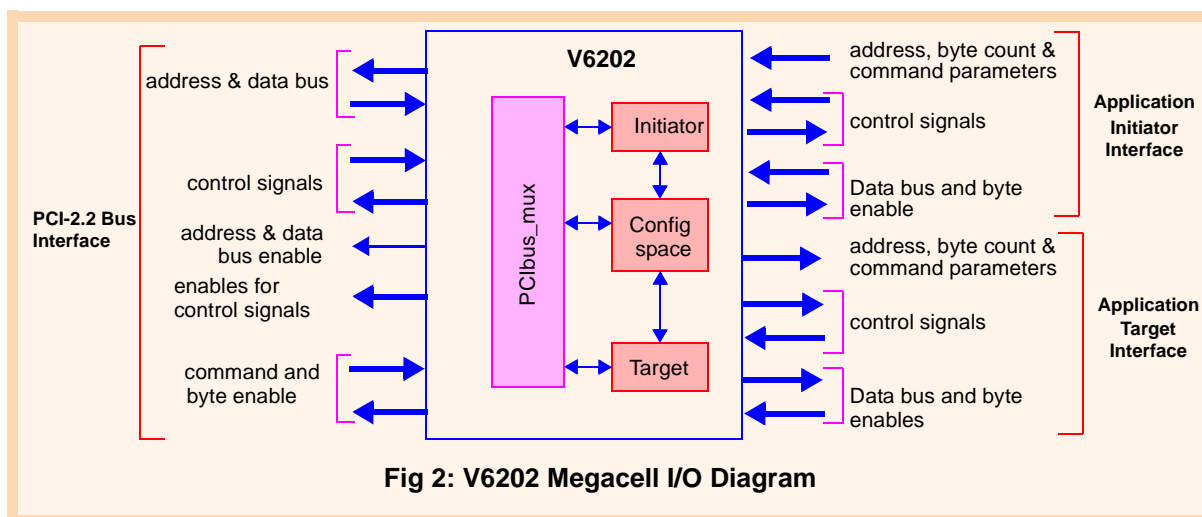 PCI-2.2 Bus
Interface
address & data bus
control signals
address & data
bus enable
enables for
control signals
command and
byte enable
V6202
PCIbus_mux
Initiator
Config
space
Target
address, byte count &
command parameters
control signals
Data bus and byte
enable
Application
Initiator
Interface
address, byte count &
command parameters
control signals
Data bus and byte
enables
Application
Target
Interface
Fig 2: V6202 Megacell I/O Diagram